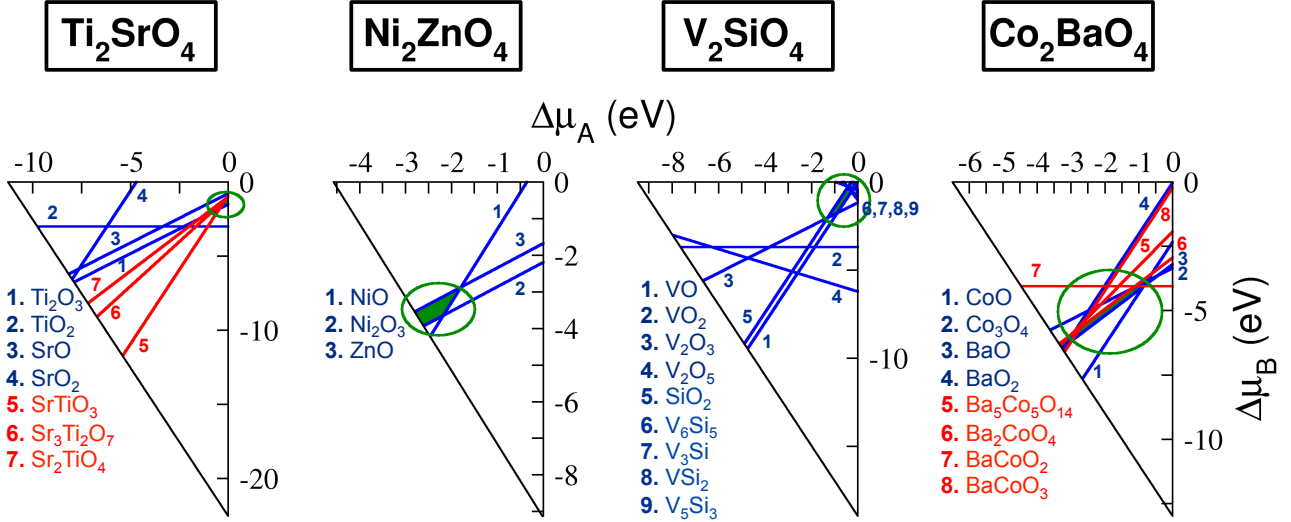 Ti₂SrO₄ Ni₂ZnO₄ V₂SiO₄ Co₂BaO₄
Δμ_A (eV)
-10 -5 0
0
-10
-20
2
4
3
1
7
6
5
1. Ti₂O₃
2. TiO₂
3. SrO
4. SrO₂
5. SrTiO₃
6. Sr₃Ti₂O₇
7. Sr₂TiO₄
-4 -3 -2 -1 0
0
-2
-4
-6
-8
1
3
2
1. NiO
2. Ni₂O₃
3. ZnO
-8 -6 -4 -2 0
0
-10
6,7,8,9
2
3
4
5
1
1. VO
2. VO₂
3. V₂O₃
4. V₂O₅
5. SiO₂
6. V₆Si₅
7. V₃Si
8. VSi₂
9. V₅Si₃
-6 -5 -4 -3 -2 -1 0
0
-5
-10
4
8
5
6
3
2
7
1
1. CoO
2. Co₃O₄
3. BaO
4. BaO₂
5. Ba₅Co₅O₁₄
6. Ba₂CoO₄
7. BaCoO₂
8. BaCoO₃
Δμ_B (eV)